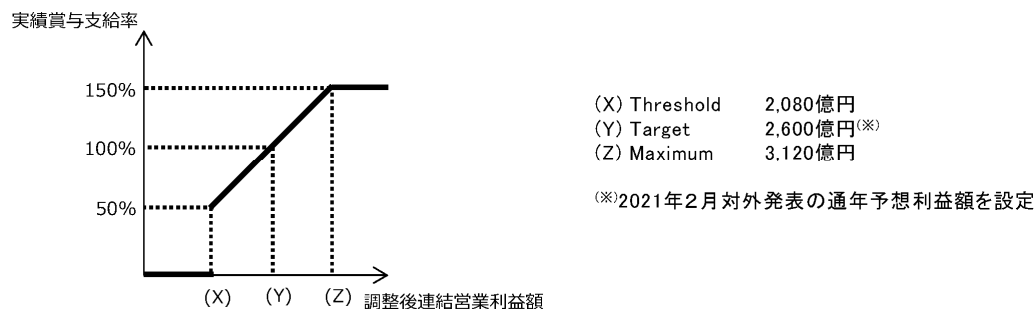 実績賞与支給率
150%
100%
50%
(X)
(Y)
(Z)
調整後連結営業利益額
(X) Threshold 2,080億円
(Y) Target 2,600億円(※)
(Z) Maximum 3,120億円
(※)2021年2月対外発表の通年予想利益額を設定